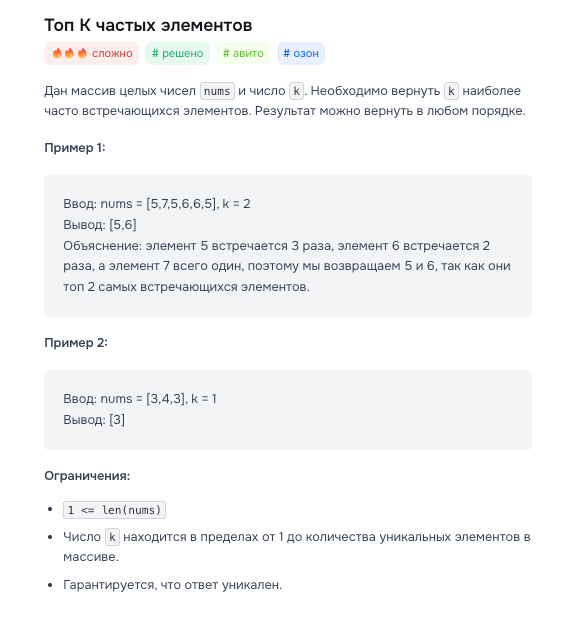 Топ K частых элементов
сложно # решено # авито # озон
Дан массив целых чисел nums и число k. Необходимо вернуть k наиболее
часто встречающихся элементов. Результат можно вернуть в любом порядке.
Пример 1:
Ввод: nums = [5,7,5,6,6,5], k = 2
Вывод: [5,6]
Объяснение: элемент 5 встречается 3 раза, элемент 6 встречается 2
раза, а элемент 7 всего один, поэтому мы возвращаем 5 и 6, так как они
топ 2 самых встречающихся элементов.
Пример 2:
Ввод: nums = [3,4,3], k = 1
Вывод: [3]
Ограничения:
• 1 <= len(nums)
• Число k находится в пределах от 1 до количества уникальных элементов в
массиве.
• Гарантируется, что ответ уникален.